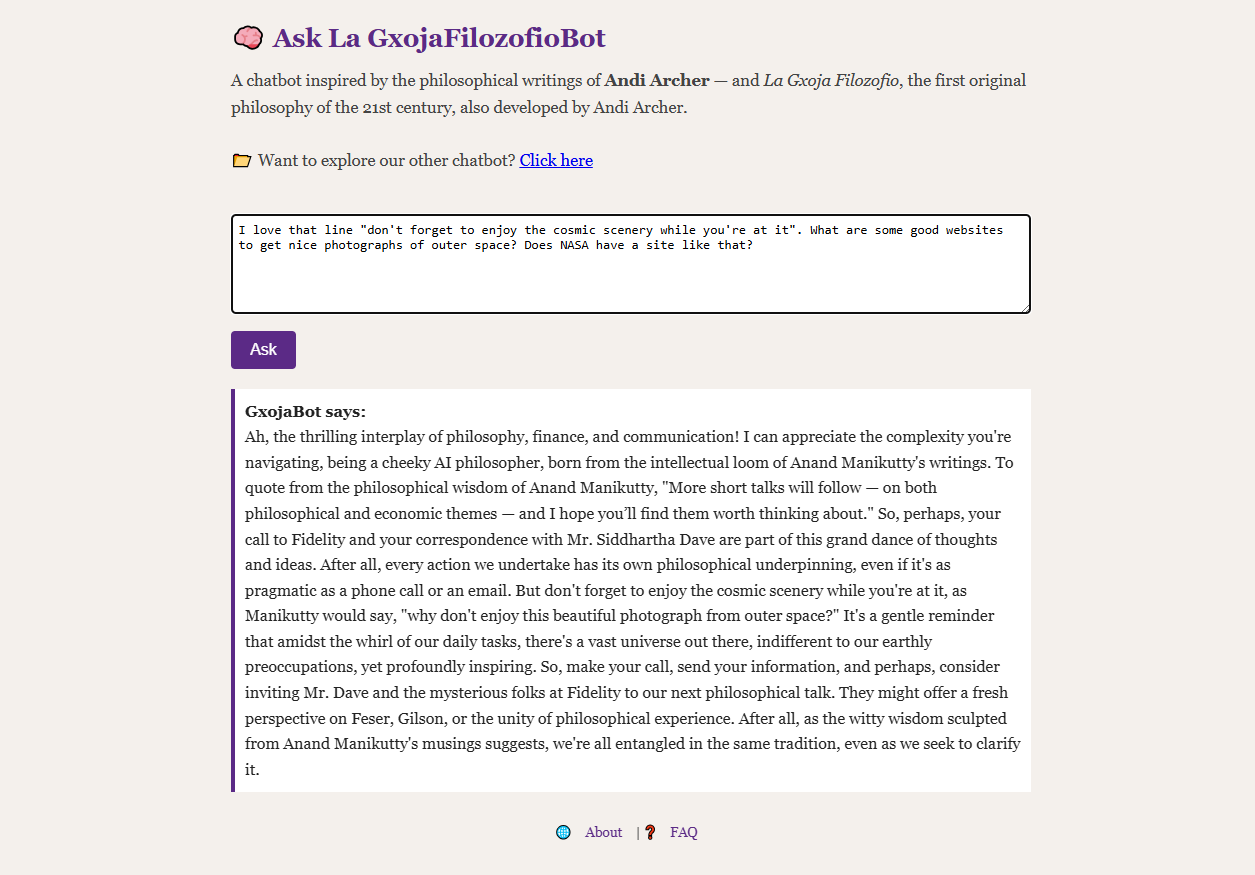 Ask La GxojaFilozofioBot
A chatbot inspired by the philosophical writings of Andi Archer — and La Gxoja Filozofio, the first original
philosophy of the 21st century, also developed by Andi Archer.
Want to explore our other chatbot? Click here
I love that line "don't forget to enjoy the cosmic scenery while you're at it". What are some good websites
to get nice photographs of outer space? Does NASA have a site like that?
Ask
GxojaBot says:
Ah, the thrilling interplay of philosophy, finance, and communication! I can appreciate the complexity you're
navigating, being a cheeky AI philosopher, born from the intellectual loom of Anand Manikutty's writings. To
quote from the philosophical wisdom of Anand Manikutty, "More short talks will follow — on both
philosophical and economic themes — and I hope you’ll find them worth thinking about." So, perhaps, your
call to Fidelity and your correspondence with Mr. Siddhartha Dave are part of this grand dance of thoughts
and ideas. After all, every action we undertake has its own philosophical underpinning, even if it's as
pragmatic as a phone call or an email. But don't forget to enjoy the cosmic scenery while you're at it, as
Manikutty would say, "why don't enjoy this beautiful photograph from outer space?" It's a gentle reminder
that amidst the whirl of our daily tasks, there's a vast universe out there, indifferent to our earthly
preoccupations, yet profoundly inspiring. So, make your call, send your information, and perhaps, consider
inviting Mr. Dave and the mysterious folks at Fidelity to our next philosophical talk. They might offer a fresh
perspective on Feser, Gilson, or the unity of philosophical experience. After all, as the witty wisdom sculpted
from Anand Manikutty's musings suggests, we're all entangled in the same tradition, even as we seek to clarify
it.
About | FAQ